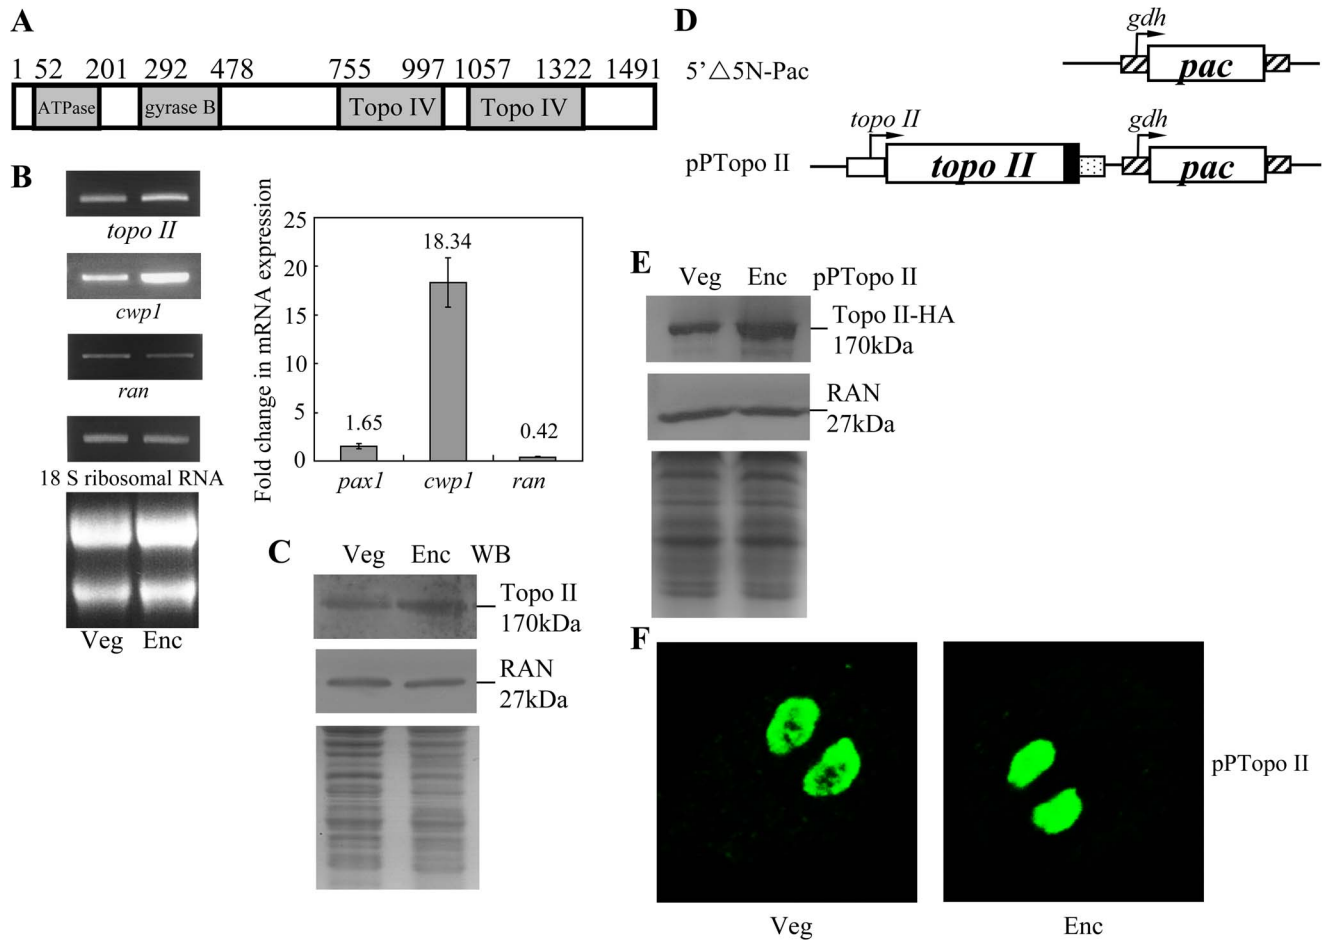 A
1 52 201 292 478 755 997 1057 1322 1491
ATPase gyrase B Topo IV Topo IV
B
topo II
cwp1
ran
18 S ribosomal RNA
Veg Enc
Fold change in mRNA expression
25
20
15
10
5
0
1.65
18.34
0.42
pax1 cwp1 ran
C
Veg Enc WB
Topo II
170kDa
RAN
27kDa
D
gdh
5’△5N-Pac pac
topo II gdh
pPTopo II topo II pac
E
Veg Enc pPTopo II
Topo II-HA
170kDa
RAN
27kDa
F
pPTopo II
Veg Enc